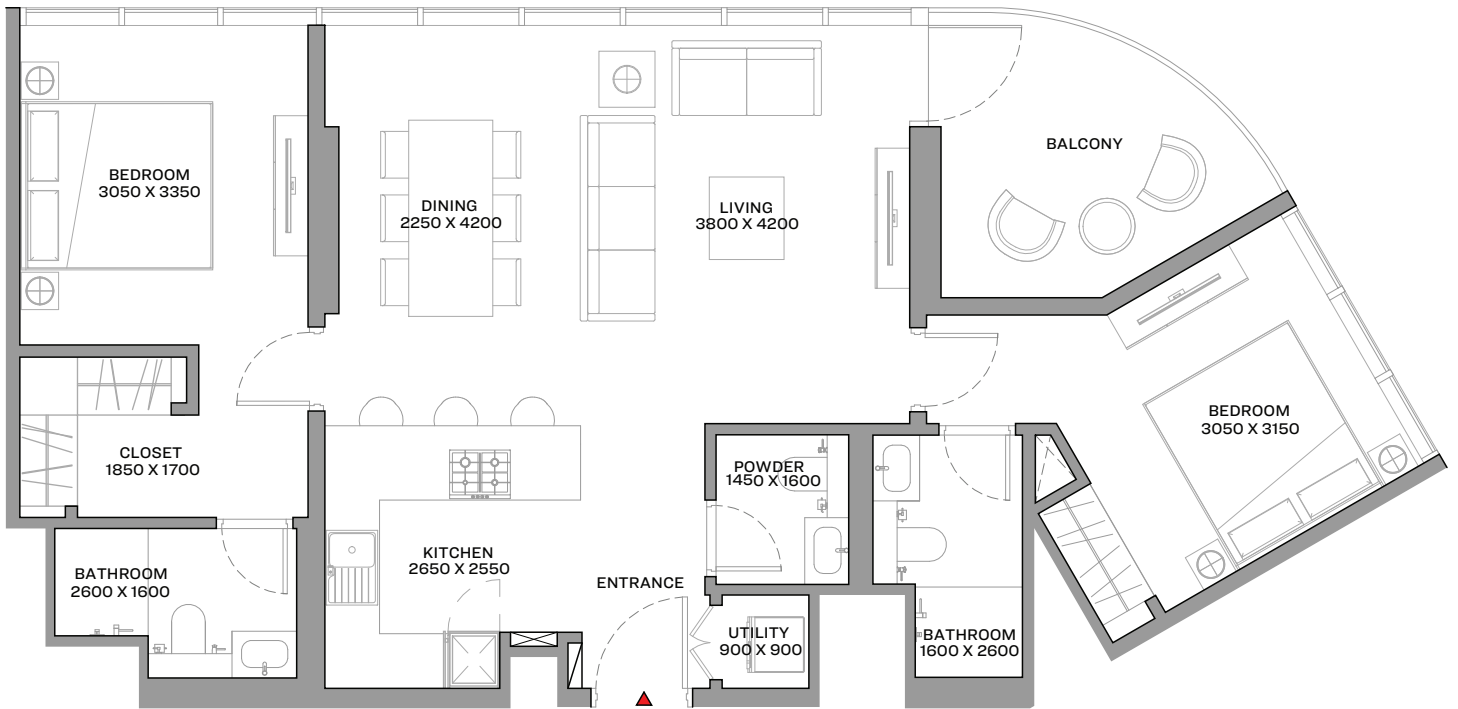 BEDROOM
3050 X 3350
DINING
2250 X 4200
LIVING
3800 X 4200
BALCONY
BEDROOM
3050 X 3150
CLOSET
1850 X 1700
POWDER
1450 X 1600
KITCHEN
2650 X 2550
ENTRANCE
BATHROOM
2600 X 1600
UTILITY
900 X 900
BATHROOM
1600 X 2600